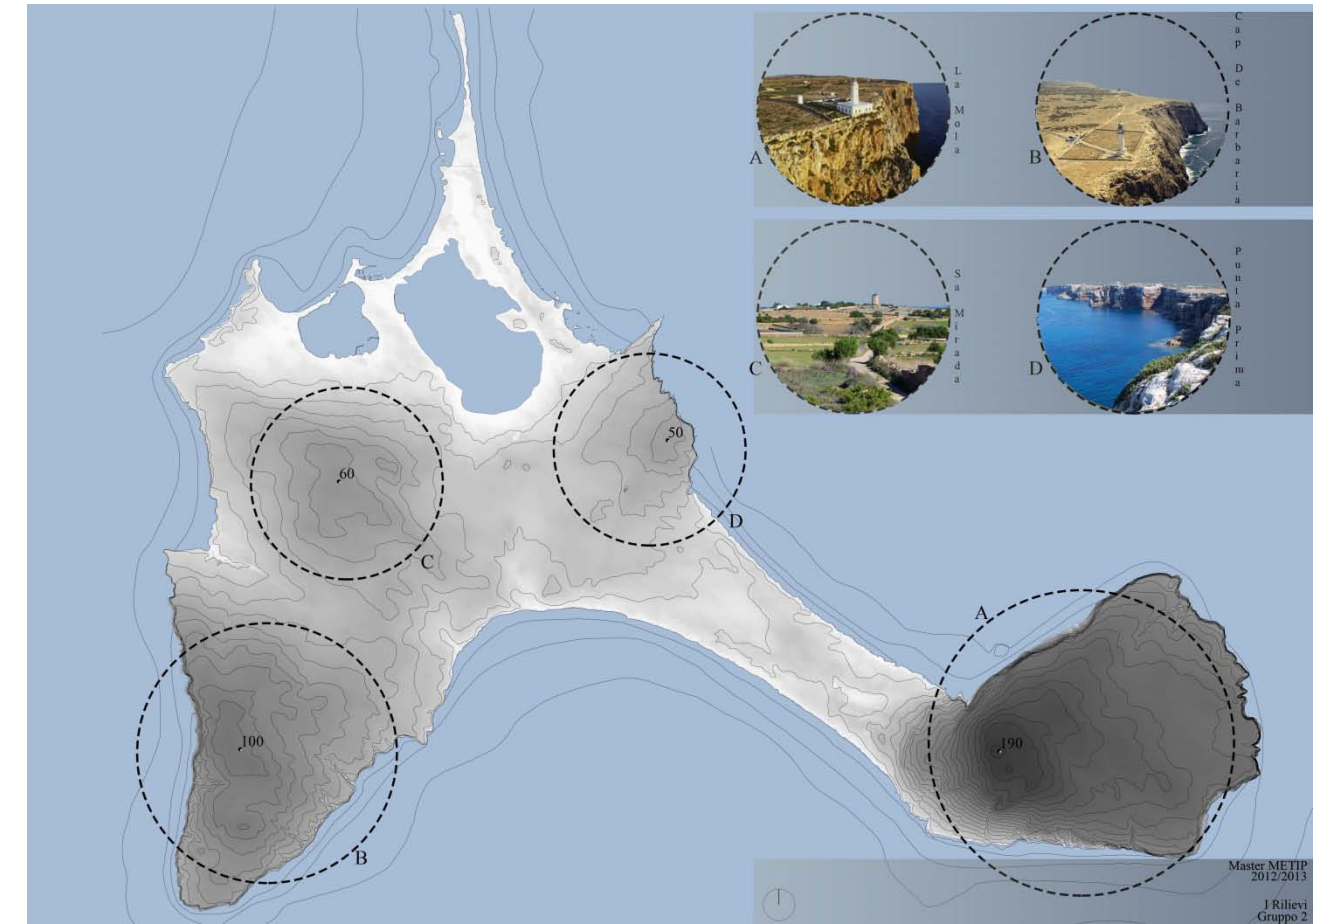 A
La Mola
B
Cap De Barbaria
C
Sa Mirada
D
Punta Prima
50
60
D
C
A
100
190
B
Master METIP
2012/2013
I Rilievi
Gruppo 2